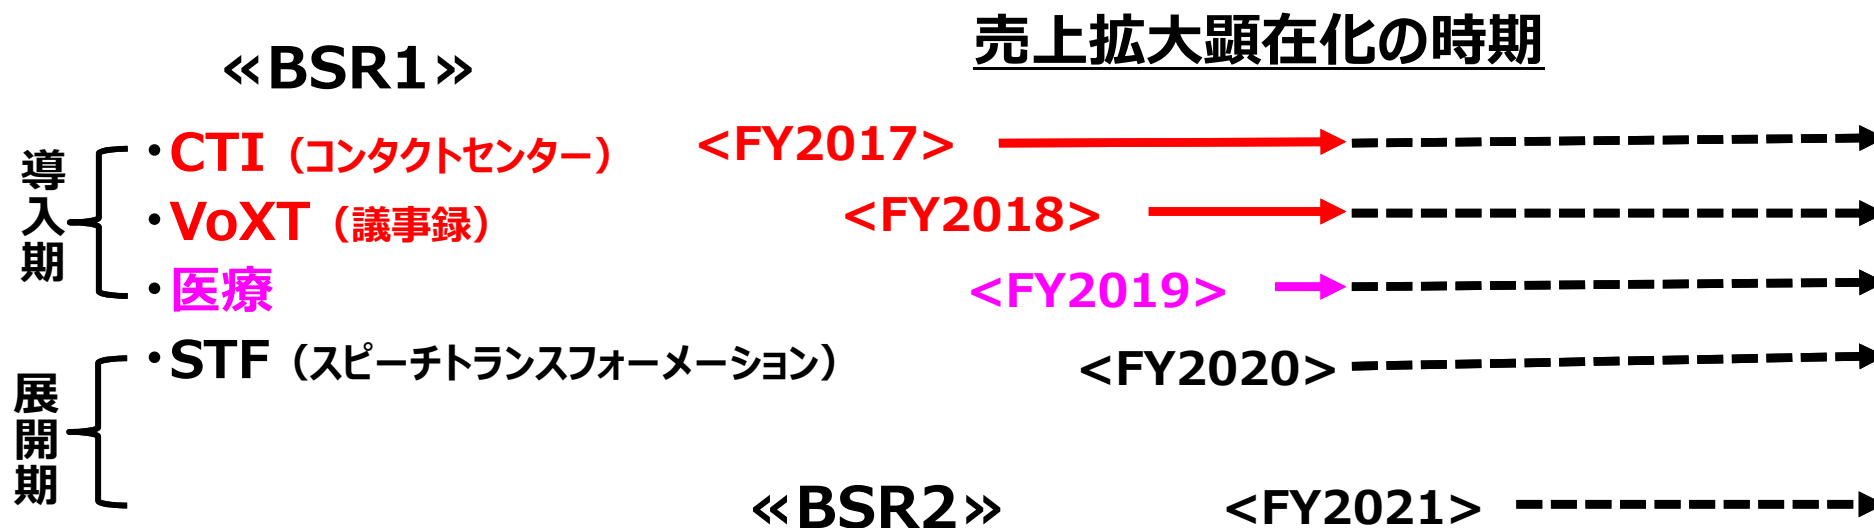 売上拡大顕在化の時期
≪BSR1≫
導入期
・CTI（コンタクトセンター） <FY2017>
・VoXT（議事録） <FY2018>
・医療 <FY2019>
展開期
・STF（スピーチトランスフォーメーション） <FY2020>
≪BSR2≫ <FY2021>